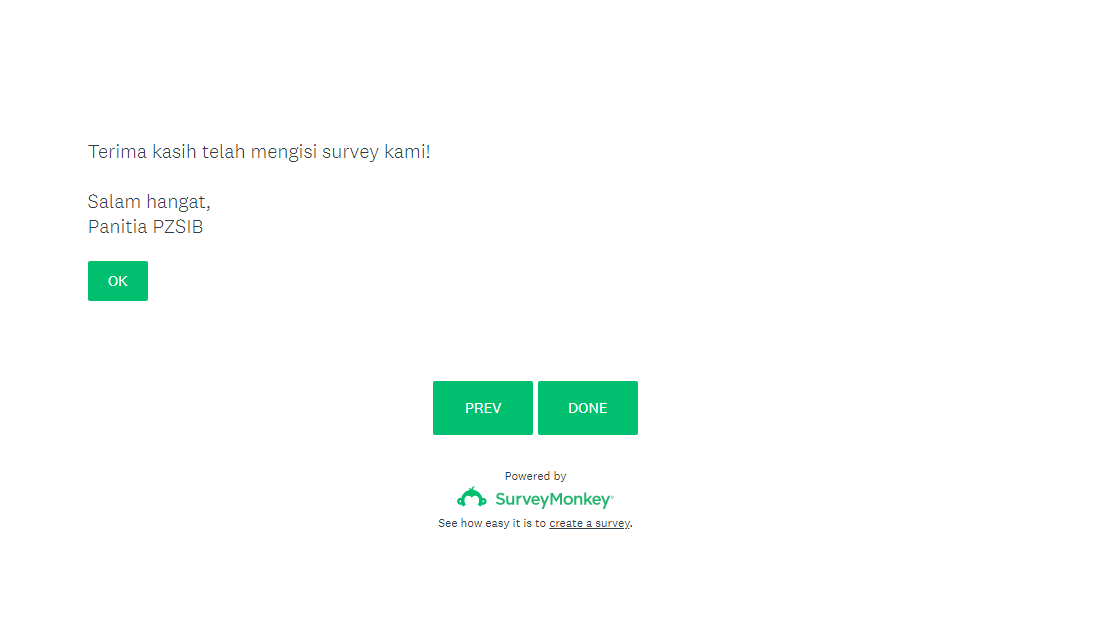 Terima kasih telah mengisi survey kami!
Salam hangat,
Panitia PZSIB
OK
PREV DONE
Powered by
SurveyMonkey®
See how easy it is to create a survey.